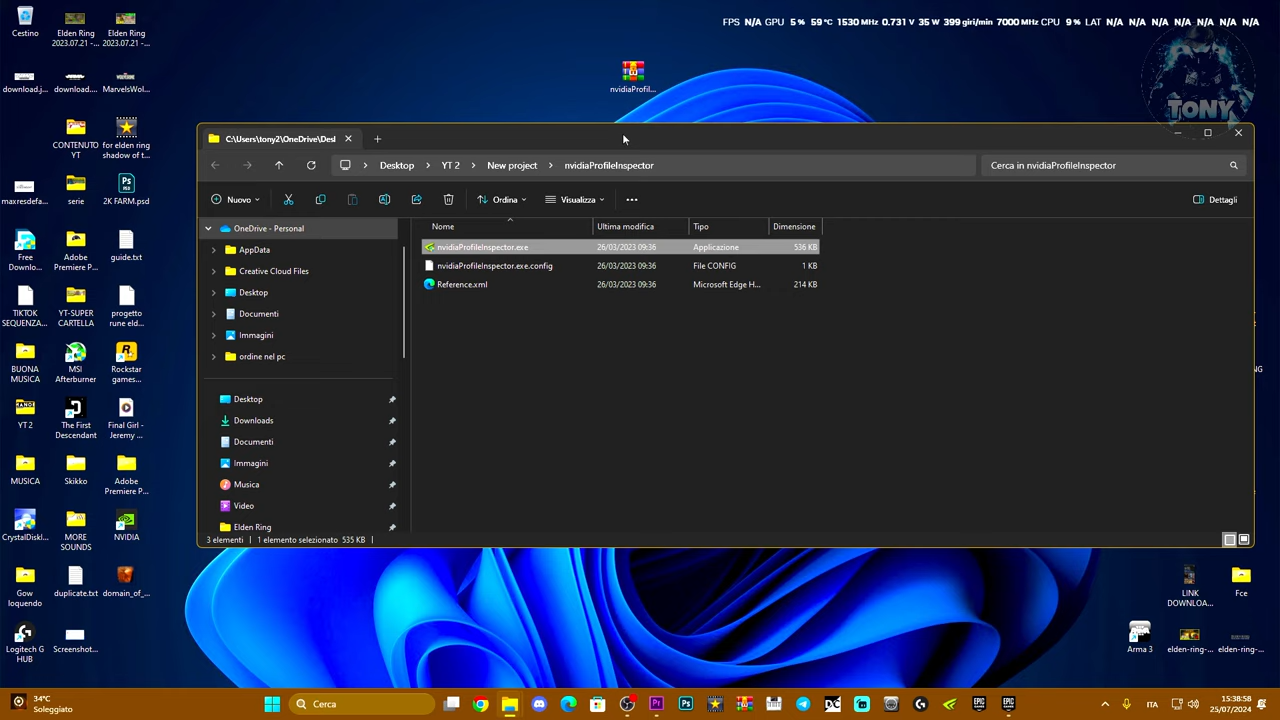 FPS N/A GPU 5 % 59 °C 1530 MHz 0.731 V 35 W 399 giri/min 7000 MHz CPU 9 % LAT N/A N/A N/A N/A N/A N/A
Cestino
Elden Ring 2023.07.21 -...
Elden Ring 2023.07.21 -...
download.j...
download....
MarvelsWol...
nvidiaProfil...
TONY
CONTENUTO YT
for elden ring shadow of t...
maxresdefa...
serie
2K FARM.psd
Free Downlo...
Adobe Premiere P...
guide.txt
TIKTOK SEQUENZA...
YT-SUPER CARTELLA
progetto rune eld...
BUONA MUSICA
MSI Afterburner
Rockstar games...
YT 2
The First Descendant
Final Girl - Jeremy ...
MUSICA
Skikko
Adobe Premiere P...
CrystalDiskI...
MORE SOUNDS
NVIDIA
Gow loquendo
duplicate.txt
domain_of_...
Logitech G HUB
Screenshot...
C:\Users\tony2\OneDrive\Desl
Desktop > YT 2 > New project > nvidiaProfileInspector
Cerca in nvidiaProfileInspector
Nuovo
Ordina
Visualizza
Dettagli
OneDrive - Personal
AppData
Creative Cloud Files
Desktop
Documenti
Immagini
ordine nel pc
Desktop
Downloads
Documenti
Immagini
Musica
Video
Elden Ring
Nome Ultima modifica Tipo Dimensione
nvidiaProfileInspector.exe 26/03/2023 09:36 Applicazione 536 KB
nvidiaProfileInspector.exe.config 26/03/2023 09:36 File CONFIG 1 KB
Reference.xml 26/03/2023 09:36 Microsoft Edge H... 214 KB
3 elementi 1 elemento selezionato 535 KB
LINK DOWNLOA...
Fce
Arma 3
elden-ring-...
elden-ring-...
34°C
Soleggiato
Cerca
ITA
15:38:58
25/07/2024